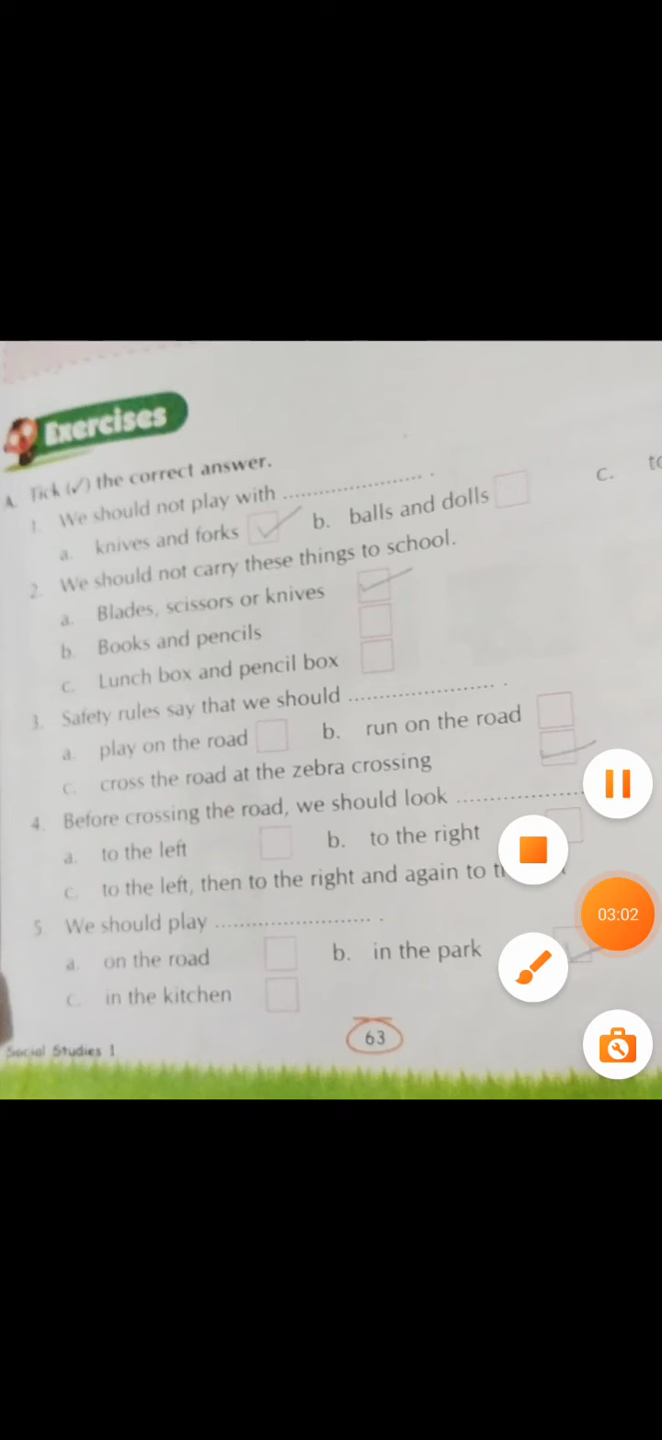 Exercises
A. Tick (✓) the correct answer.
1. We should not play with .......................... .
a. knives and forks b. balls and dolls c.
2. We should not carry these things to school.
a. Blades, scissors or knives
b. Books and pencils
c. Lunch box and pencil box
3. Safety rules say that we should .......................... .
a. play on the road b. run on the road
c. cross the road at the zebra crossing
4. Before crossing the road, we should look ......................
a. to the left b. to the right
c. to the left, then to the right and again to
5. We should play .......................... .
a. on the road b. in the park
c. in the kitchen
Social Studies 1
63
03:02